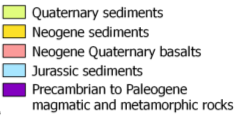 Quaternary sediments
Neogene sediments
Neogene Quaternary basalts
Jurassic sediments
Precambrian to Paleogene
magmatic and metamorphic rocks